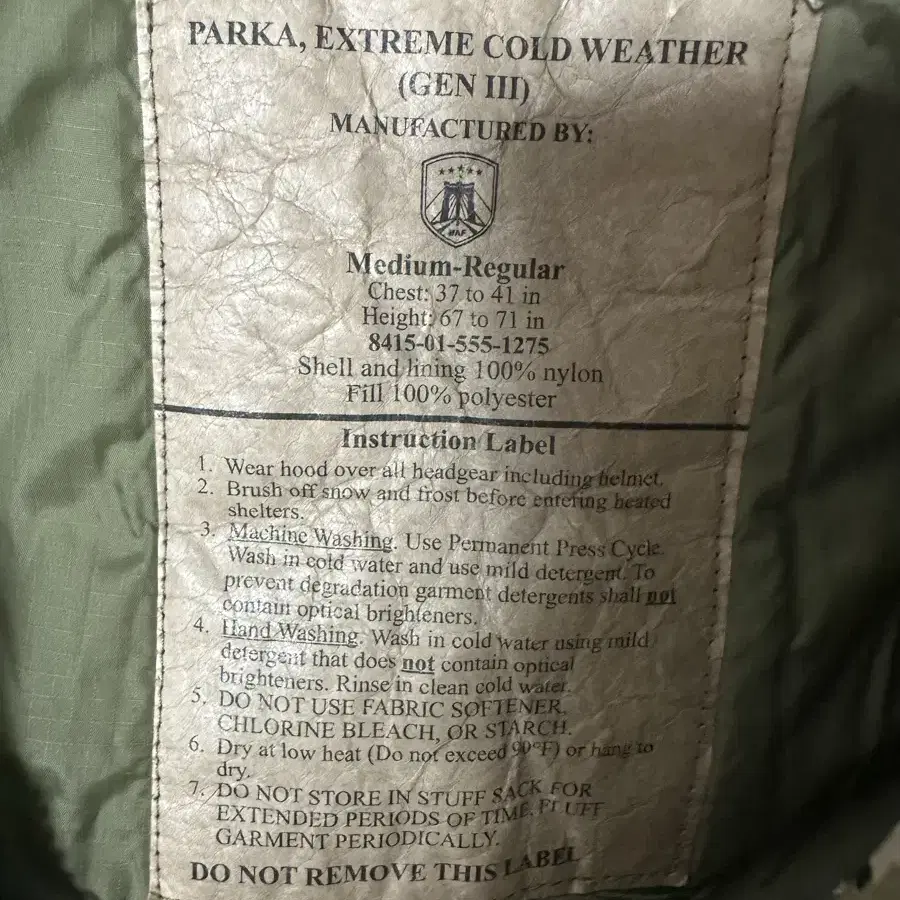 PARKA, EXTREME COLD WEATHER
(GEN III)
MANUFACTURED BY:
Medium-Regular
Chest: 37 to 41 in
Height: 67 to 71 in
8415-01-555-1275
Shell and lining 100% nylon
Fill 100% polyester
Instruction Label
1. Wear hood over all headgear including helmet.
2. Brush off snow and frost before entering heated
shelters.
3. Machine Washing. Use Permanent Press Cycle.
Wash in cold water and use mild detergent. To
prevent degradation garment detergents shall not
contain optical brighteners.
4. Hand Washing. Wash in cold water using mild
detergent that does not contain optical
brighteners. Rinse in clean cold water.
5. DO NOT USE FABRIC SOFTENER,
CHLORINE BLEACH, OR STARCH.
6. Dry at low heat (Do not exceed 90°F) or hang to
dry.
7. DO NOT STORE IN STUFF SACK FOR
EXTENDED PERIODS OF TIME. FLUFF
GARMENT PERIODICALLY.
DO NOT REMOVE THIS LABEL